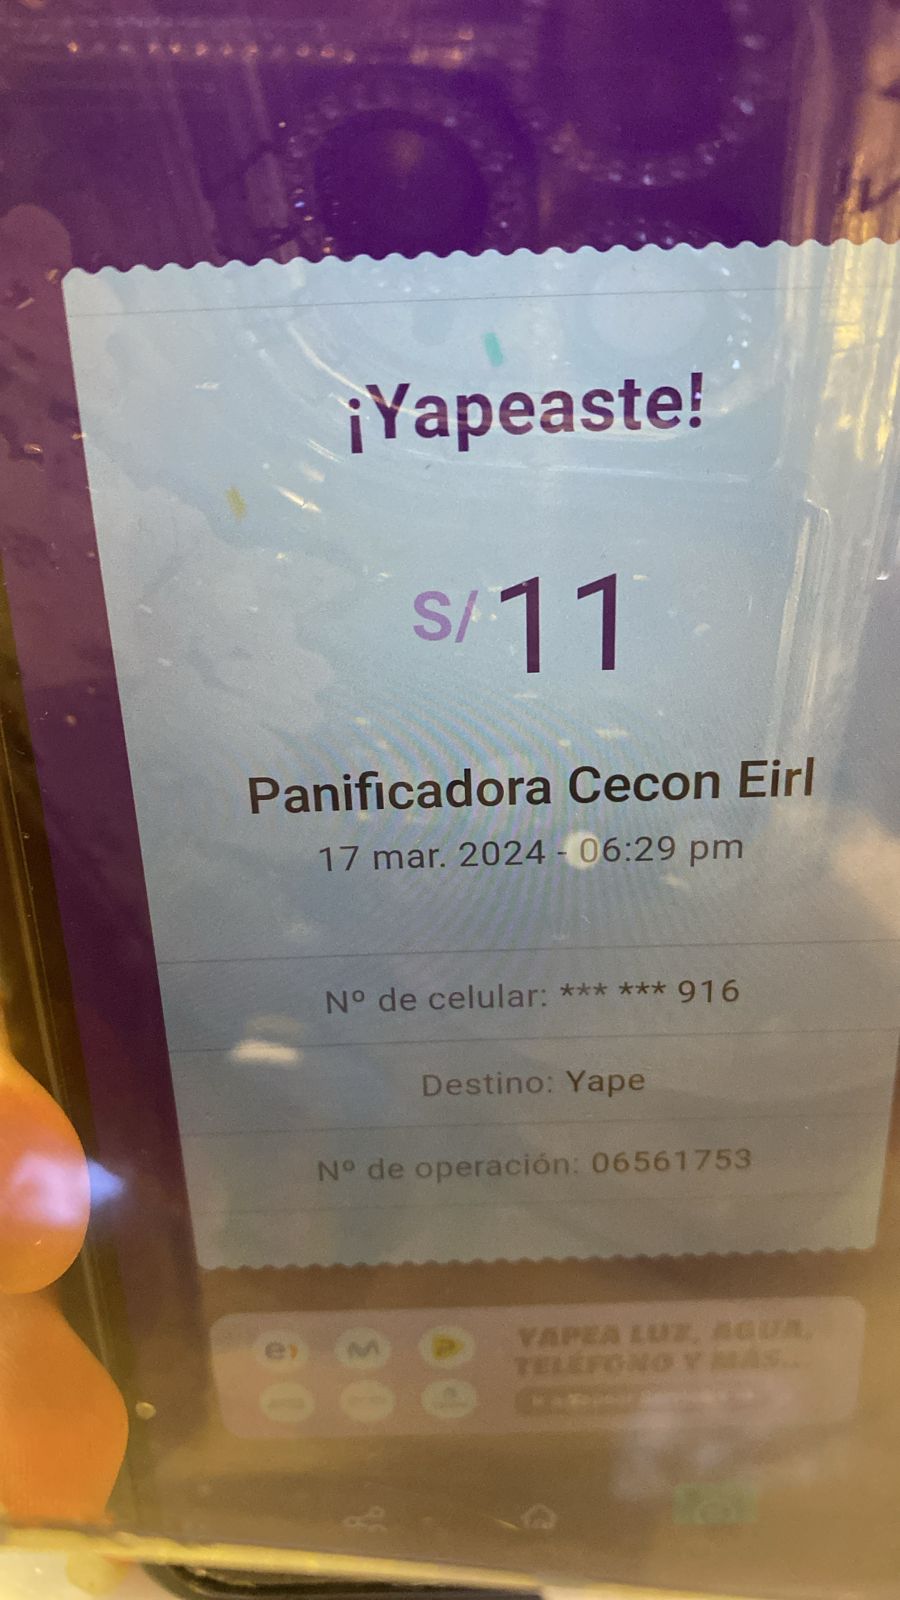 ¡Yapeaste!
S/ 11
Panificadora Cecon Eirl
17 mar. 2024 - 06:29 pm
Nº de celular: *** *** 916
Destino: Yape
Nº de operación: 06561753
YAPEA LUZ, AGUA,
TELÉFONO Y MÁS...